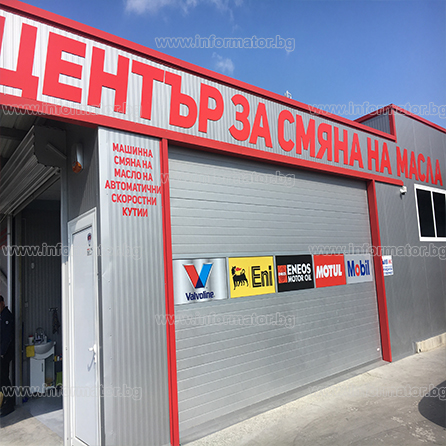 www.informator.bg
ЦЕНТЪР ЗА СМЯНА НА МАСЛА
МАШИННА
СМЯНА НА
МАСЛО НА
АВТОМАТИЧНИ
СКОРОСТНИ
КУТИИ
Valvoline
Eni
ENEOS
MOTOR OIL
MOTUL
Mobil